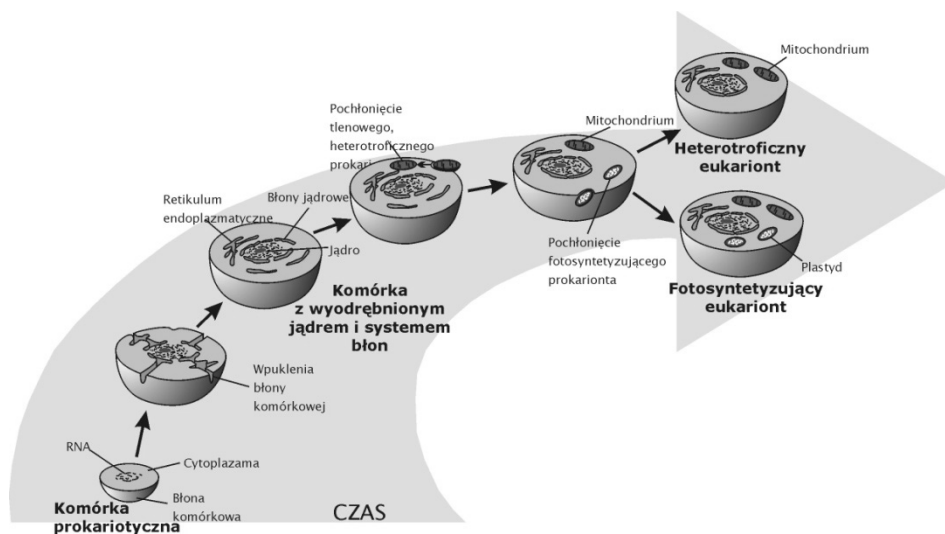 Mitochondrium
Heterotroficzny
eukariont
Pochłonięcie
tlenowego,
heterotroficznego
prokari
Mitochondrium
Retikulum
endoplazmatyczne
Błony jądrowe
Jądro
Komórka
z wyodrębnionym
jądrem i systemem
błon
Pochłonięcie
fotosyntetyzującego
prokarionta
Plastyd
Fotosyntetyzujący
eukariont
Wpuklenia
błony
komórkowej
RNA
Cytoplazama
Błona
komórkowa
Komórka
prokariotyczna
CZAS